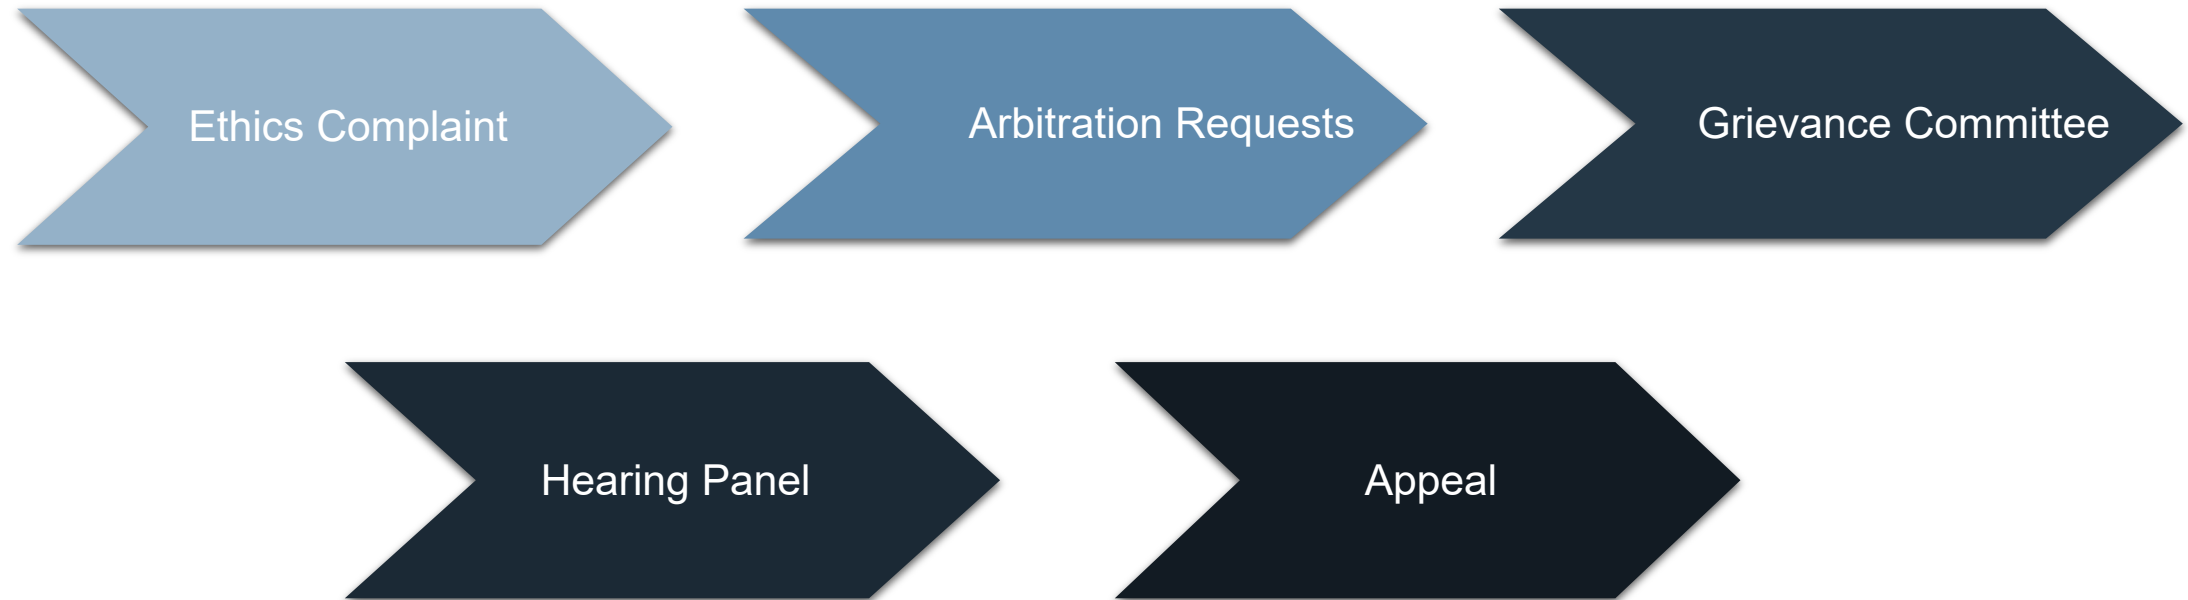 Ethics Complaint
Arbitration Requests
Grievance Committee
Hearing Panel
Appeal